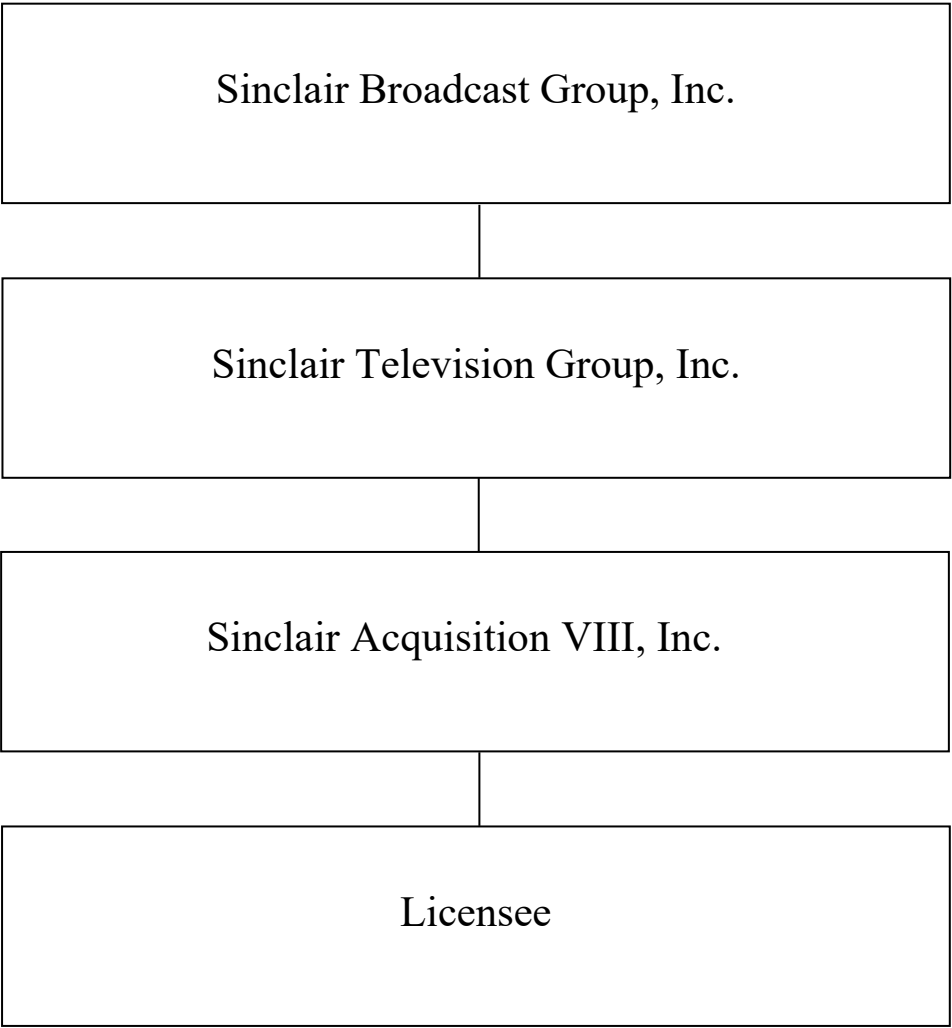 Sinclair Broadcast Group, Inc.
Sinclair Television Group, Inc.
Sinclair Acquisition VIII, Inc.
Licensee